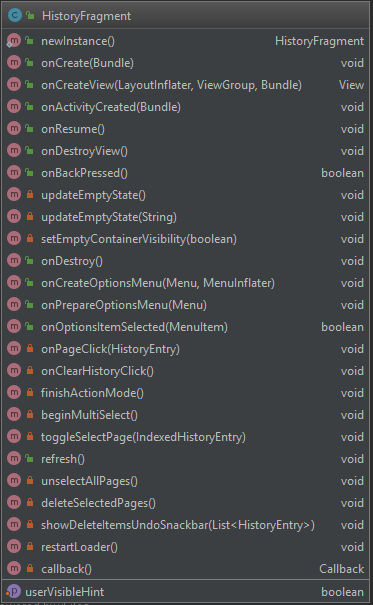 HistoryFragment
newInstance() HistoryFragment
onCreate(Bundle) void
onCreateView(LayoutInflater, ViewGroup, Bundle) View
onActivityCreated(Bundle) void
onResume() void
onDestroyView() void
onBackPressed() boolean
updateEmptyState() void
updateEmptyState(String) void
setEmptyContainerVisibility(boolean) void
onDestroy() void
onCreateOptionsMenu(Menu, MenuInflater) void
onPrepareOptionsMenu(Menu) void
onOptionsItemSelected(MenuItem) boolean
onPageClick(HistoryEntry) void
onClearHistoryClick() void
finishActionMode() void
beginMultiSelect() void
toggleSelectPage(IndexedHistoryEntry) void
refresh() void
unselectAllPages() void
deleteSelectedPages() void
showDeleteItemsUndoSnackbar(List<HistoryEntry>) void
restartLoader() void
callback() Callback
userVisibleHint boolean